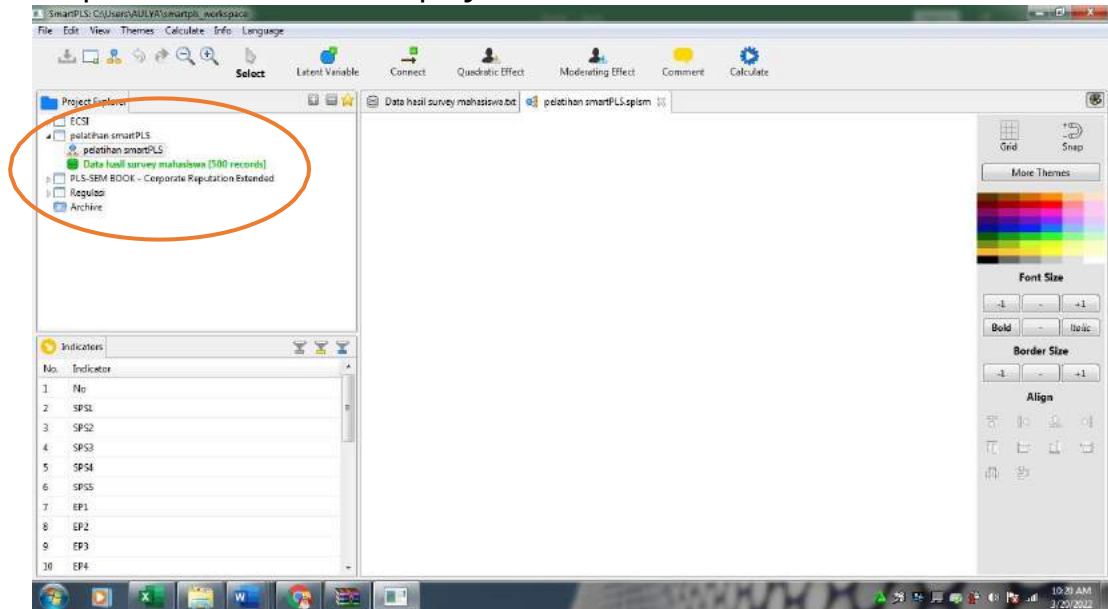 SmartPLS: C:\Users\AULYA\smartpls_workspace
File Edit View Themes Calculate Info Language
Select Latent Variable Connect Quadratic Effect Moderating Effect Comment Calculate
Project Explorer
Data hasil survey mahasiswa.txt pelatihan smartPLS.splsm
ECSI
pelatihan smartPLS
pelatihan smartPLS
Data hasil survey mahasiswa [500 records]
PLS-SEM BOOK - Corporate Reputation Extended
Regulasi
Archive
Grid Snap
More Themes
Font Size
-1 - +1
Bold - Italic
Border Size
-1 - +1
Align
Indicators
No. Indicator
1 No
2 SPS1
3 SPS2
4 SPS3
5 SPS4
6 SPS5
7 EP1
8 EP2
9 EP3
10 EP4
10:20 AM
3/29/2022